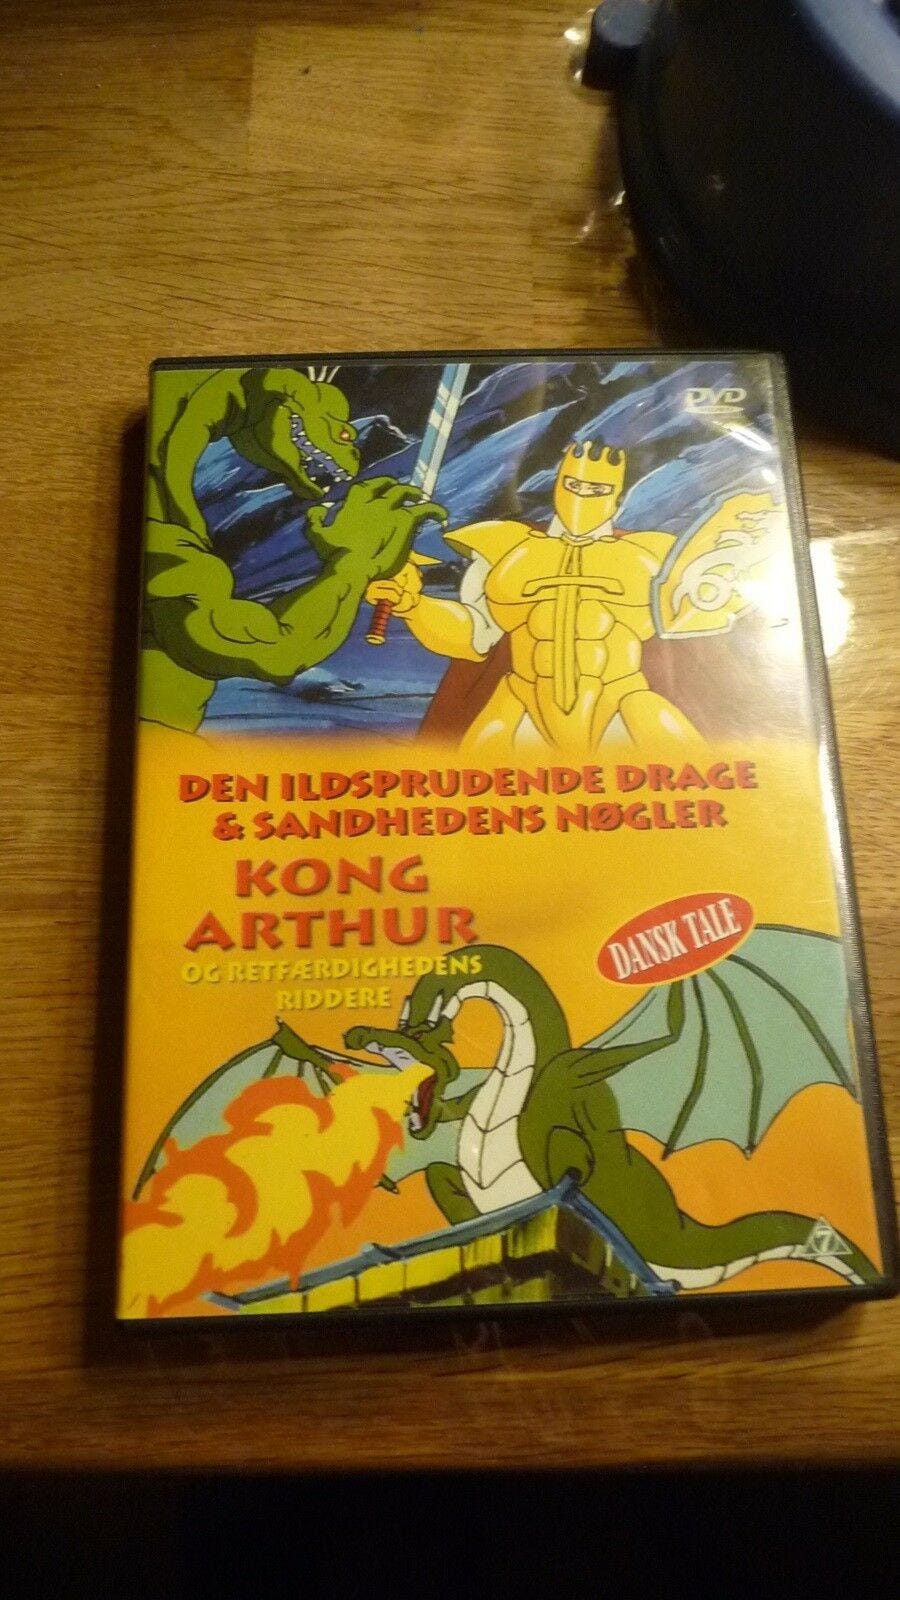 DVD
DEN ILDSPRUDENDE DRAGE
& SANDHEDENS NØGLER
KONG
ARTHUR
OG RETFÆRDIGHEDENS
RIDDERE
DANSK TALE
7